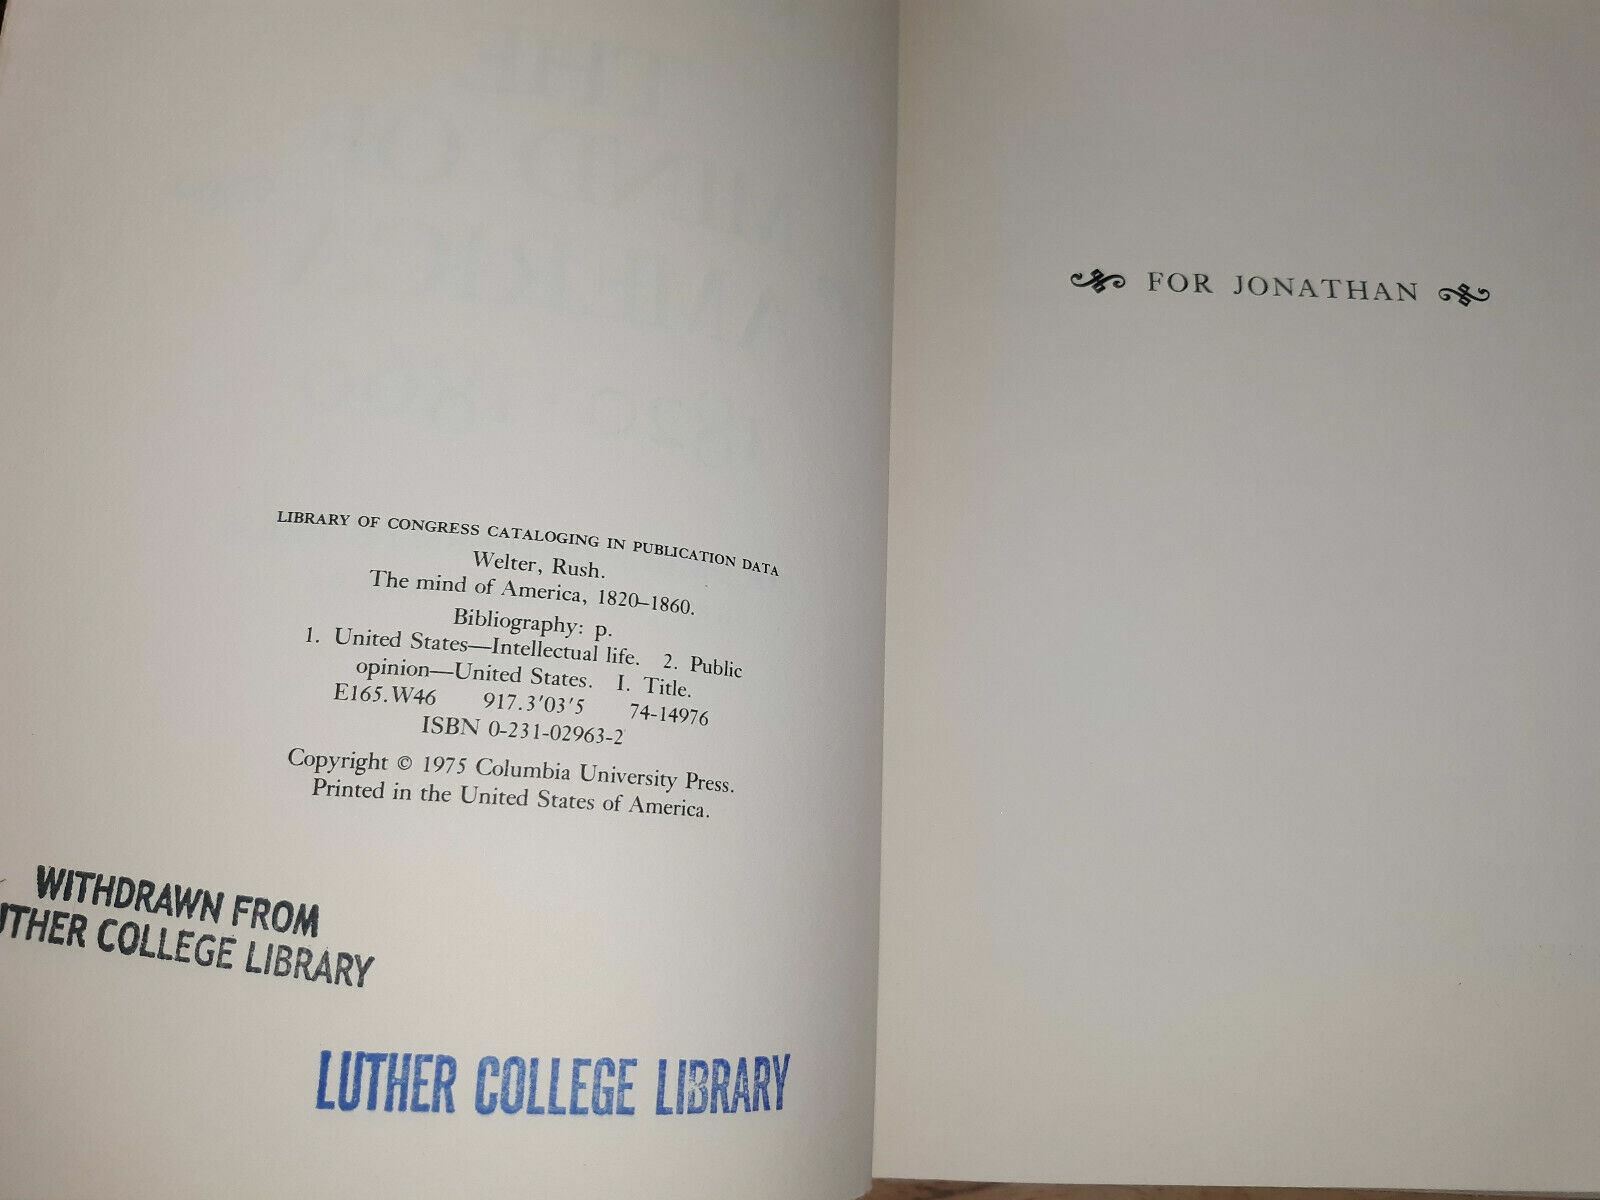 LIBRARY OF CONGRESS CATALOGING IN PUBLICATION DATA
Welter, Rush.
The mind of America, 1820–1860.
Bibliography: p.
1. United States—Intellectual life. 2. Public
opinion—United States. I. Title.
E165.W46 917.3'03'5 74-14976
ISBN 0-231-02963-2
Copyright © 1975 Columbia University Press.
Printed in the United States of America.
WITHDRAWN FROM
UTHER COLLEGE LIBRARY
LUTHER COLLEGE LIBRARY
FOR JONATHAN